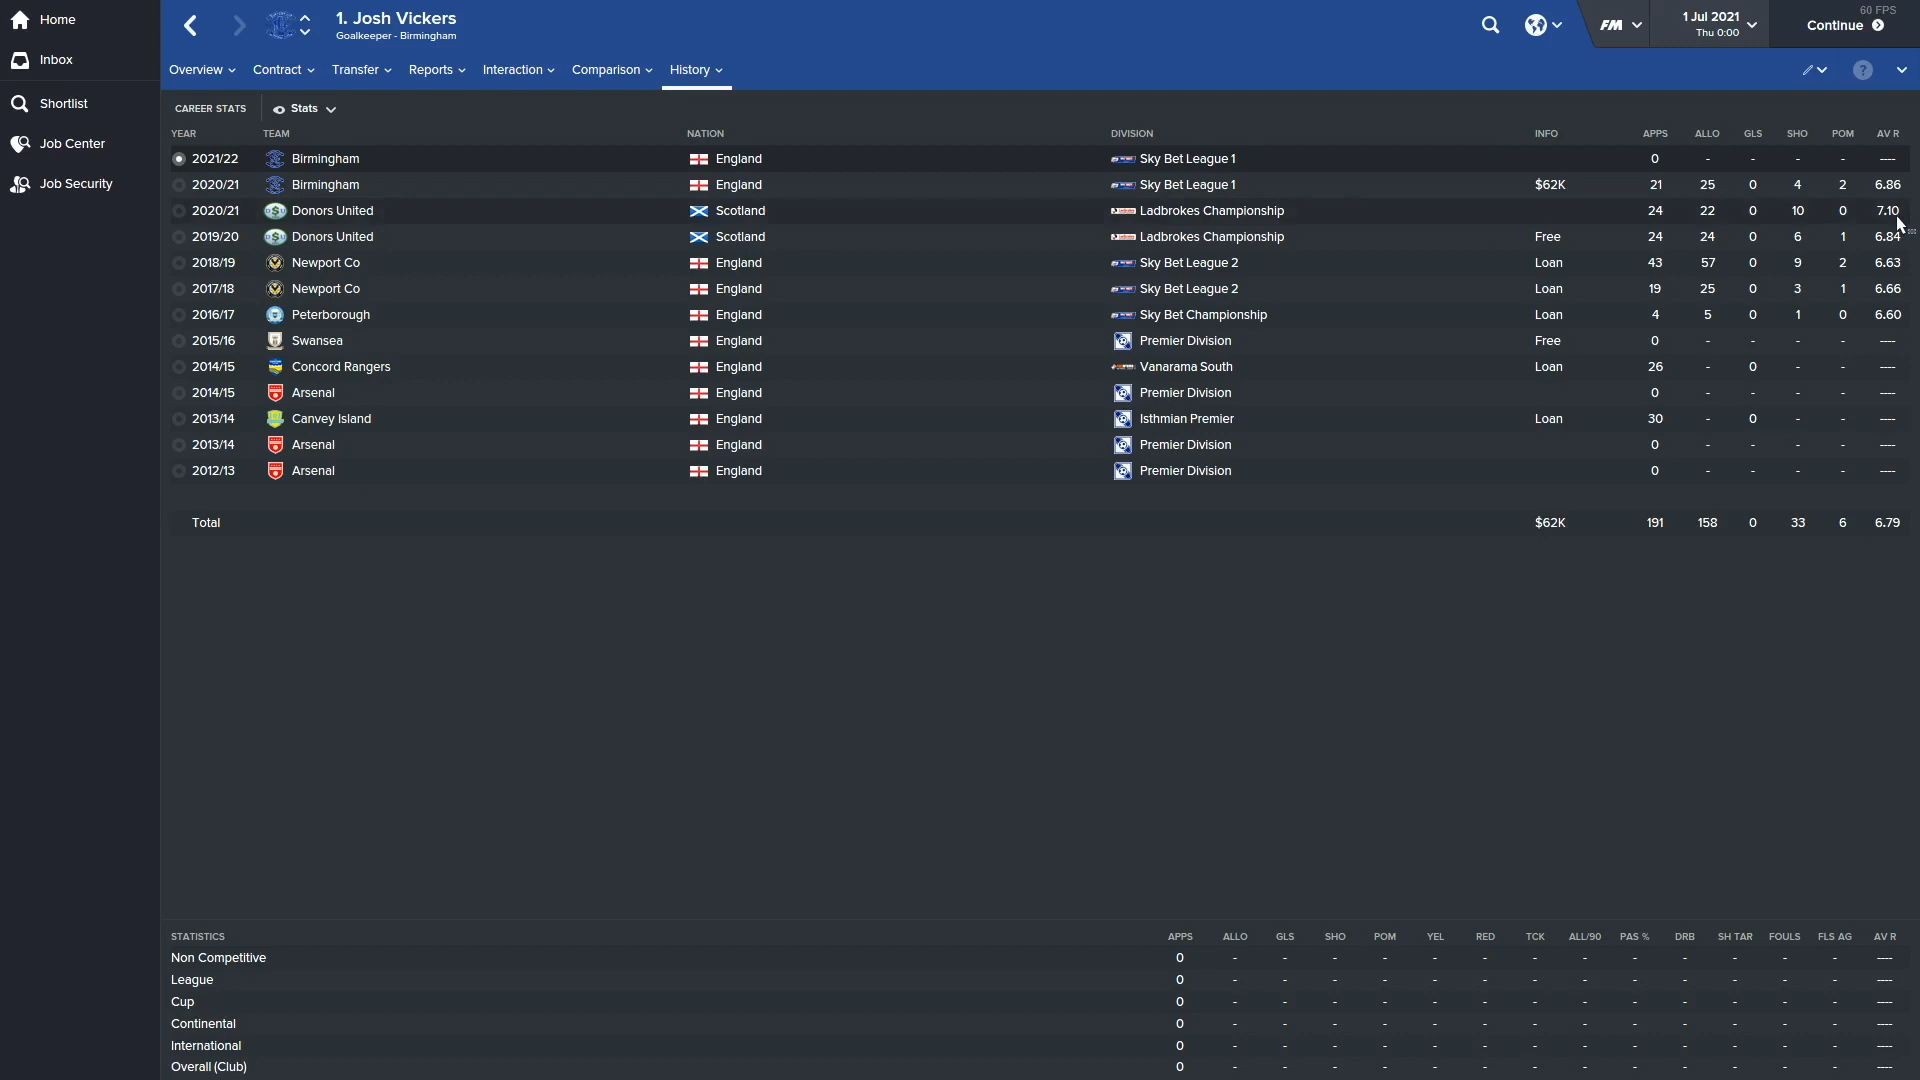 Home
Inbox
Shortlist
Job Center
Job Security
1. Josh Vickers
Goalkeeper - Birmingham
FM
1 Jul 2021
Thu 0:00
60 FPS
Continue
Overview Contract Transfer Reports Interaction Comparison History
?
CAREER STATS Stats
YEAR TEAM NATION DIVISION INFO APPS ALLO GLS SHO POM AV R
2021/22 Birmingham England Sky Bet League 1 0 - - - - ----
2020/21 Birmingham England Sky Bet League 1 $62K 21 25 0 4 2 6.86
2020/21 Donors United Scotland Ladbrokes Championship 24 22 0 10 0 7.10
2019/20 Donors United Scotland Ladbrokes Championship Free 24 24 0 6 1 6.84
2018/19 Newport Co England Sky Bet League 2 Loan 43 57 0 9 2 6.63
2017/18 Newport Co England Sky Bet League 2 Loan 19 25 0 3 1 6.66
2016/17 Peterborough England Sky Bet Championship Loan 4 5 0 1 0 6.60
2015/16 Swansea England Premier Division Free 0 - - - - ----
2014/15 Concord Rangers England Vanarama South Loan 26 - 0 - - ----
2014/15 Arsenal England Premier Division 0 - - - - ----
2013/14 Canvey Island England Isthmian Premier Loan 30 - 0 - - ----
2013/14 Arsenal England Premier Division 0 - - - - ----
2012/13 Arsenal England Premier Division 0 - - - - ----
Total $62K 191 158 0 33 6 6.79
STATISTICS APPS ALLO GLS SHO POM YEL RED TCK ALL/90 PAS % DRB SH TAR FOULS FLS AG AV R
Non Competitive 0 - - - - - - - - - - - - - ----
League 0 - - - - - - - - - - - - - ----
Cup 0 - - - - - - - - - - - - - ----
Continental 0 - - - - - - - - - - - - - ----
International 0 - - - - - - - - - - - - - ----
Overall (Club) 0 - - - - - - - - - - - - - ----